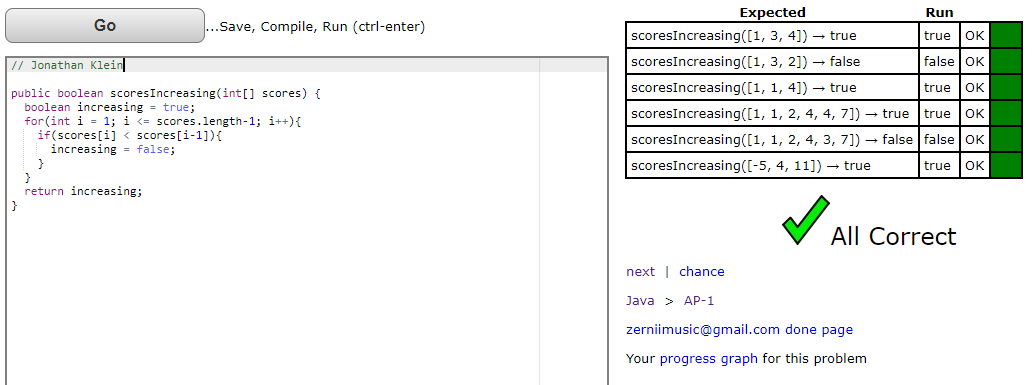 Go ...Save, Compile, Run (ctrl-enter)
// Jonathan Klein
public boolean scoresIncreasing(int[] scores) {
boolean increasing = true;
for(int i = 1; i <= scores.length-1; i++){
if(scores[i] < scores[i-1]){
increasing = false;
}
}
return increasing;
}
Expected Run
scoresIncreasing([1, 3, 4]) → true true OK
scoresIncreasing([1, 3, 2]) → false false OK
scoresIncreasing([1, 1, 4]) → true true OK
scoresIncreasing([1, 1, 2, 4, 4, 7]) → true true OK
scoresIncreasing([1, 1, 2, 4, 3, 7]) → false false OK
scoresIncreasing([-5, 4, 11]) → true true OK
All Correct
next | chance
Java > AP-1
zerniimusic@gmail.com done page
Your progress graph for this problem